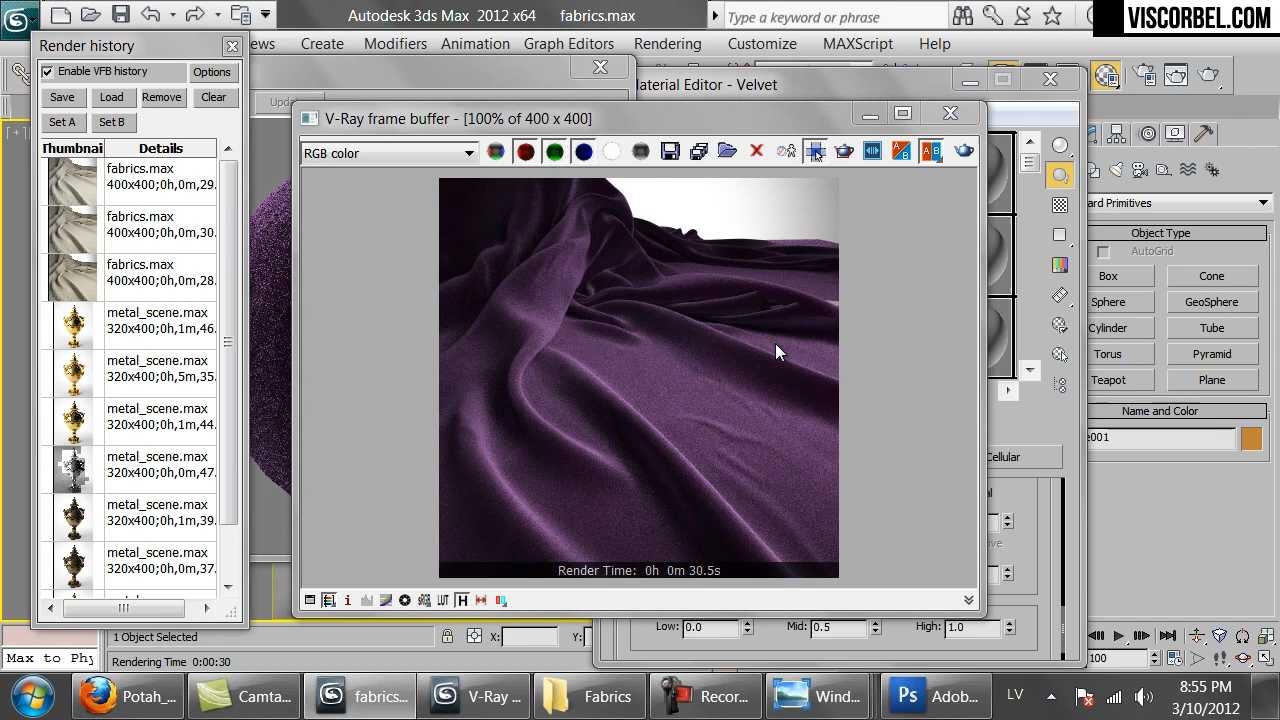 Autodesk 3ds Max  2012 x64
fabrics.max
Type a keyword or phrase
VISCORBEL.COM
Render history
ews
Create
Modifiers
Animation
Graph Editors
Rendering
Customize
MAXScript
Help
Enable VFB history
Options
Save
Load
Remove
Clear
Set A
Set B
Thumbnai
Details
fabrics.max
400x400;0h,0m,29.
fabrics.max
400x400;0h,0m,30.
fabrics.max
400x400;0h,0m,28.
metal_scene.max
320x400;0h,1m,46.
metal_scene.max
320x400;0h,5m,35.
metal_scene.max
320x400;0h,1m,44.
metal_scene.max
320x400;0h,0m,47.
metal_scene.max
320x400;0h,1m,39.
metal_scene.max
320x400;0h,0m,37.
Upda
aterial Editor - Velvet
V-Ray frame buffer - [100% of 400 x 400]
RGB color
Render Time:  0h  0m 30.5s
LUT
H
Cellular
Low:
0.0
Mid:
0.5
High:
1.0
ard Primitives
Object Type
AutoGrid
Box
Cone
Sphere
GeoSphere
Cylinder
Tube
Torus
Pyramid
Teapot
Plane
Name and Color
e001
1 Object Selected
X:
Y:
Max to Phy
Rendering Time  0:00:30
100
Potah_...
Camta...
fabrics...
V-Ray ...
Fabrics
Recor...
Wind...
Ps
Adob...
LV
8:55 PM
3/10/2012